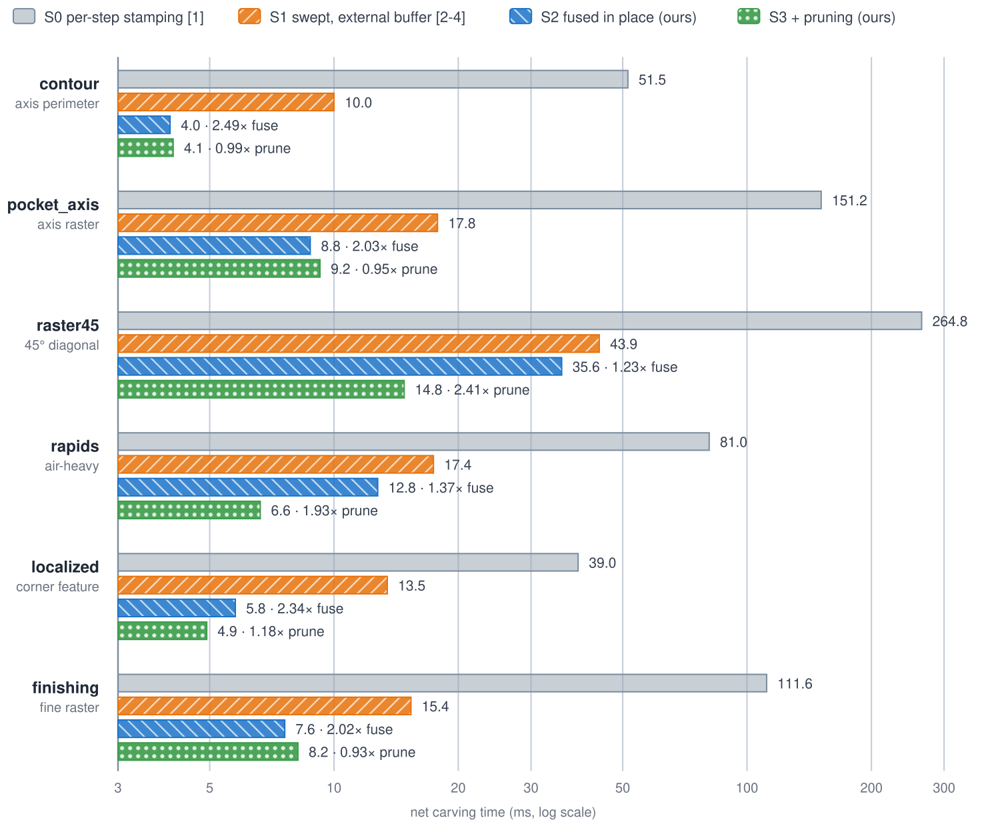 S0 per-step stamping [1]
S1 swept, external buffer [2-4]
S2 fused in place (ours)
S3 + pruning (ours)
contour
axis perimeter
51.5
10.0
4.0 · 2.49× fuse
4.1 · 0.99× prune
pocket_axis
axis raster
151.2
17.8
8.8 · 2.03× fuse
9.2 · 0.95× prune
raster45
45° diagonal
264.8
43.9
35.6 · 1.23× fuse
14.8 · 2.41× prune
rapids
air-heavy
81.0
17.4
12.8 · 1.37× fuse
6.6 · 1.93× prune
localized
corner feature
39.0
13.5
5.8 · 2.34× fuse
4.9 · 1.18× prune
finishing
fine raster
111.6
15.4
7.6 · 2.02× fuse
8.2 · 0.93× prune
3 5 10 20 30 50 100 200 300
net carving time (ms, log scale)